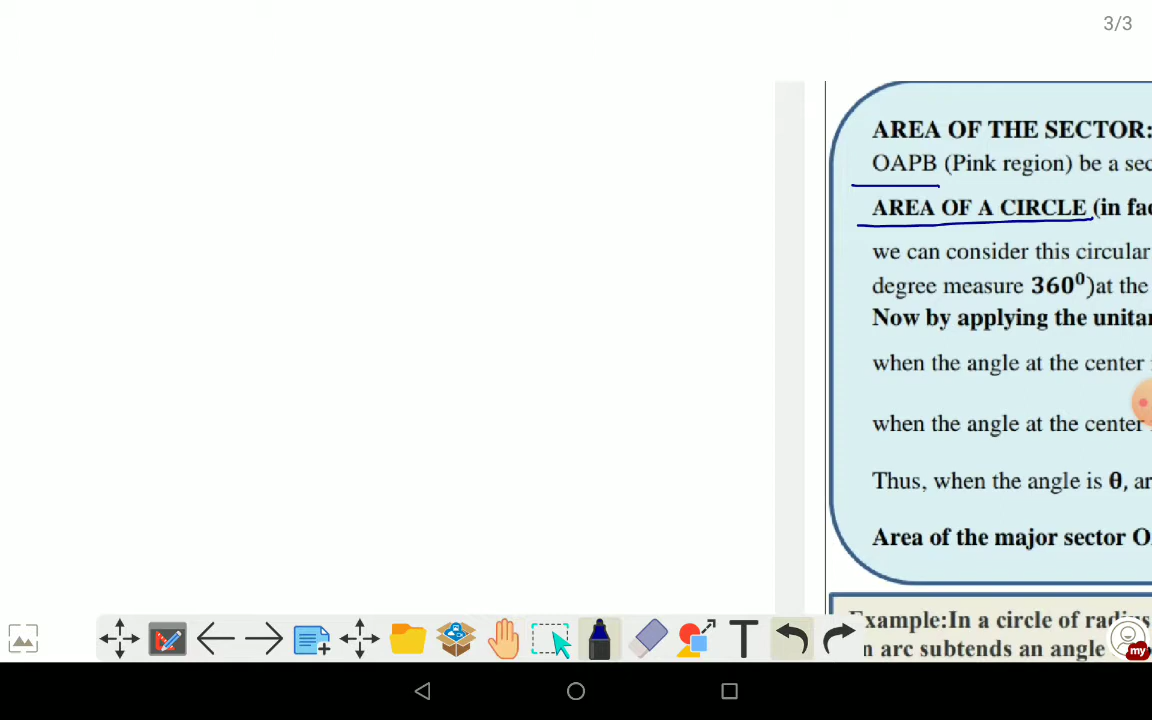 3/3
AREA OF THE SECTOR:
OAPB (Pink region) be a sec
AREA OF A CIRCLE (in fac
we can consider this circular
degree measure 360⁰)at the
Now by applying the unitar
when the angle at the center
when the angle at the center
Thus, when the angle is θ, ar
Area of the major sector O
xample:In a circle of radius
n arc subtends an angle
T
my